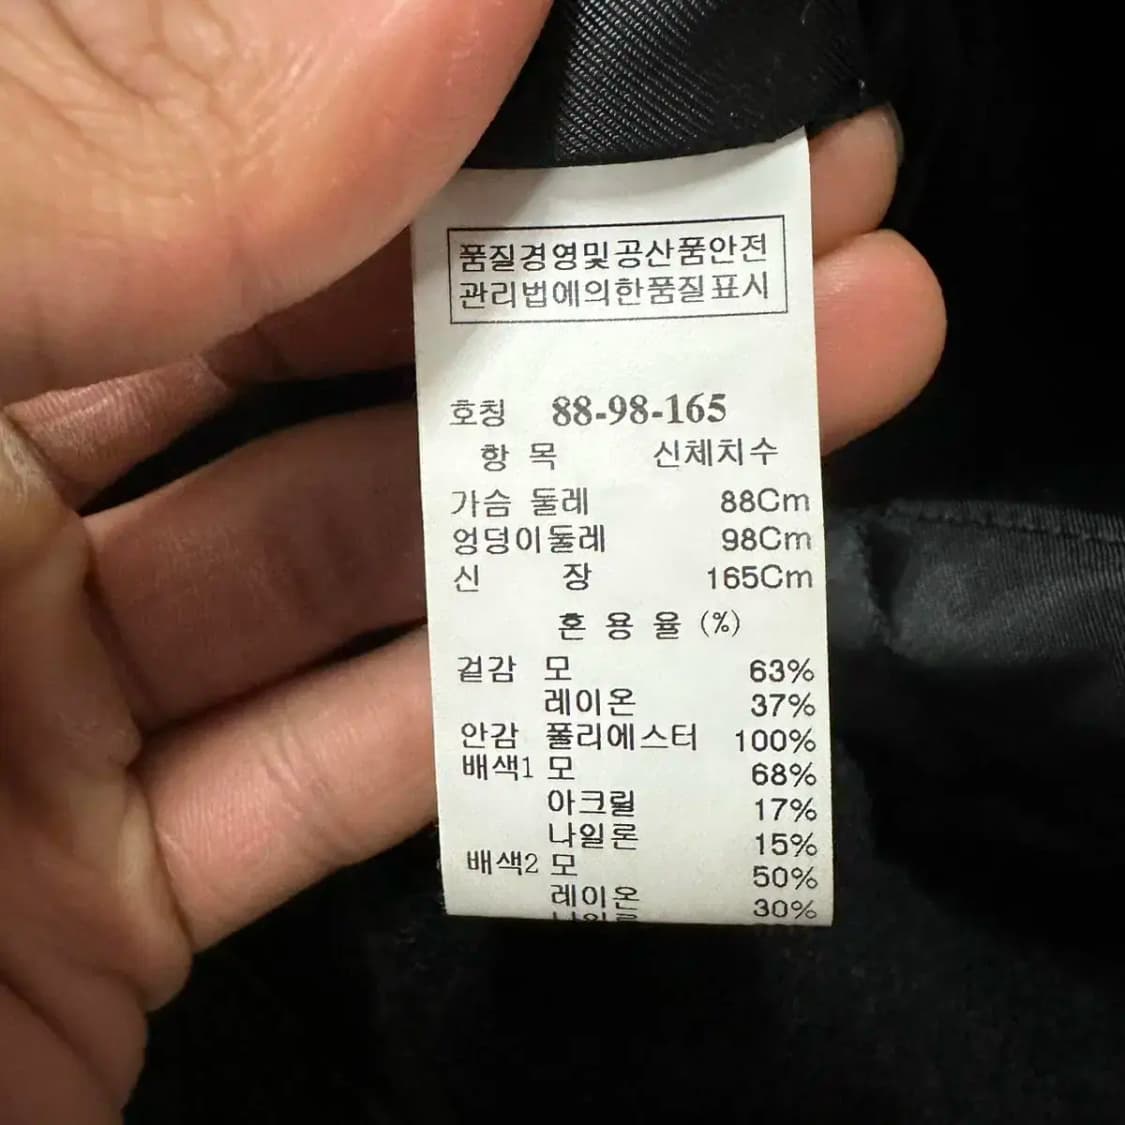 품질경영및공산품안전
관리법에의한품질표시
호칭 88-98-165
항 목 신체치수
가슴 둘레 88Cm
엉덩이둘레 98Cm
신 장 165Cm
혼 용 율 (%)
겉감 모 63%
레이온 37%
안감 폴리에스터 100%
배색1 모 68%
아크릴 17%
나일론 15%
배색2 모 50%
레이온 30%